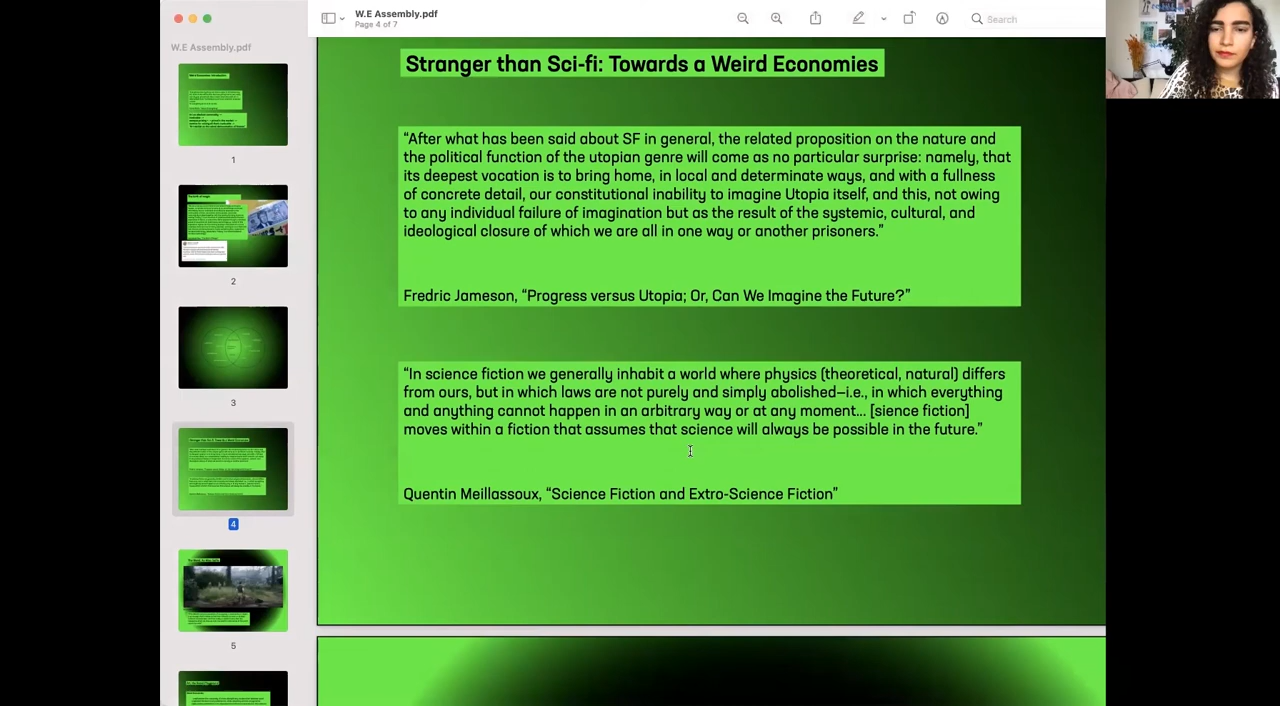 W.E Assembly.pdf
Page 4 of 7
Search
W.E Assembly.pdf
1
2
3
4
5
Stranger than Sci-fi: Towards a Weird Economies
“After what has been said about SF in general, the related proposition on the nature and
the political function of the utopian genre will come as no particular surprise: namely, that
its deepest vocation is to bring home, in local and determinate ways, and with a fullness
of concrete detail, our constitutional inability to imagine Utopia itself, and this, not owing
to any individual failure of imagination but as the result of the systemic, cultural, and
ideological closure of which we are all in one way or another prisoners.”
Fredric Jameson, “Progress versus Utopia; Or, Can We Imagine the Future?”
“In science fiction we generally inhabit a world where physics (theoretical, natural) differs
from ours, but in which laws are not purely and simply abolished—i.e., in which everything
and anything cannot happen in an arbitrary way or at any moment... [sience fiction]
moves within a fiction that assumes that science will always be possible in the future.”
Quentin Meillassoux, “Science Fiction and Extro-Science Fiction”